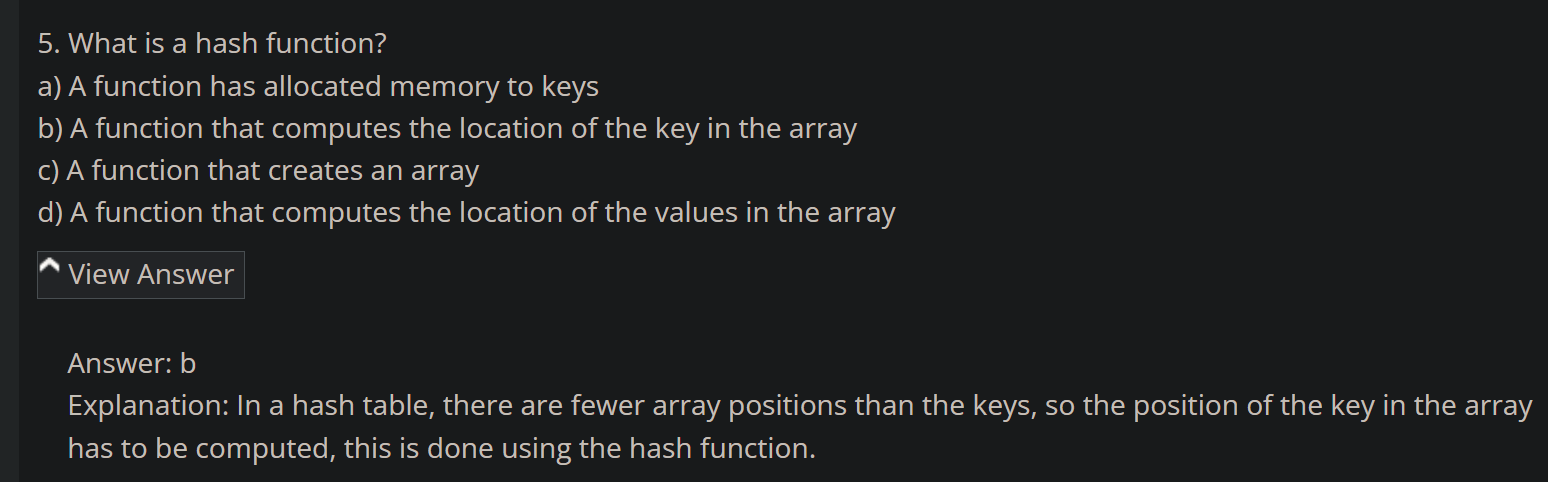 5. What is a hash function?
a) A function has allocated memory to keys
b) A function that computes the location of the key in the array
c) A function that creates an array
d) A function that computes the location of the values in the array
View Answer
Answer: b
Explanation: In a hash table, there are fewer array positions than the keys, so the position of the key in the array
has to be computed, this is done using the hash function.